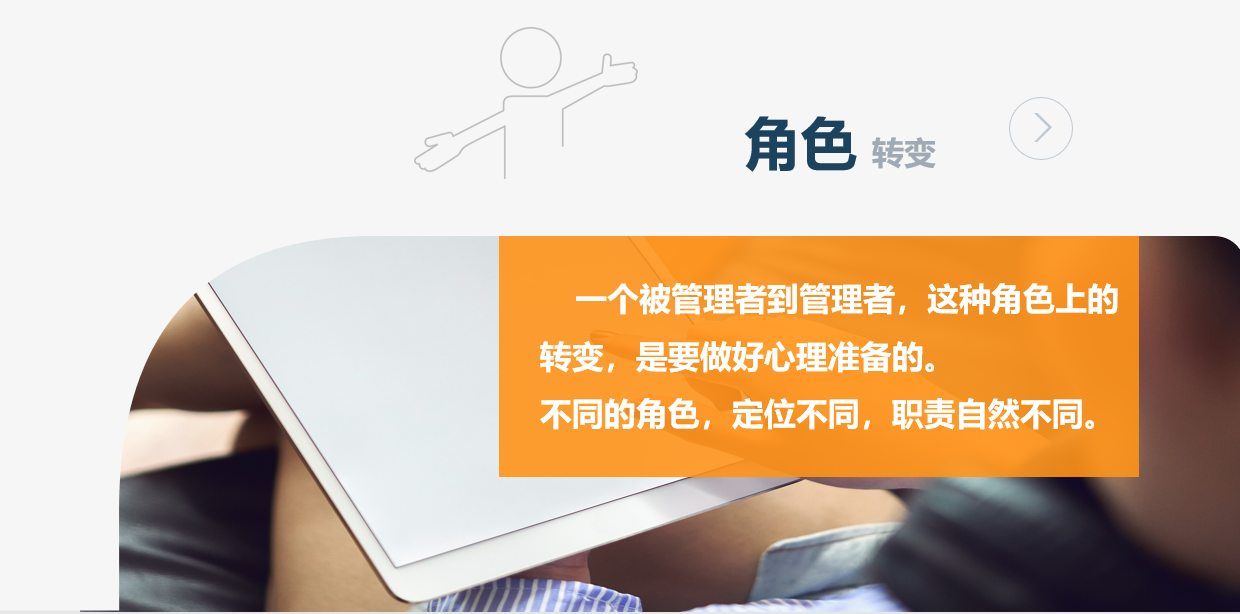 角色 转变
一个被管理者到管理者，这种角色上的
转变，是要做好心理准备的。
不同的角色，定位不同，职责自然不同。